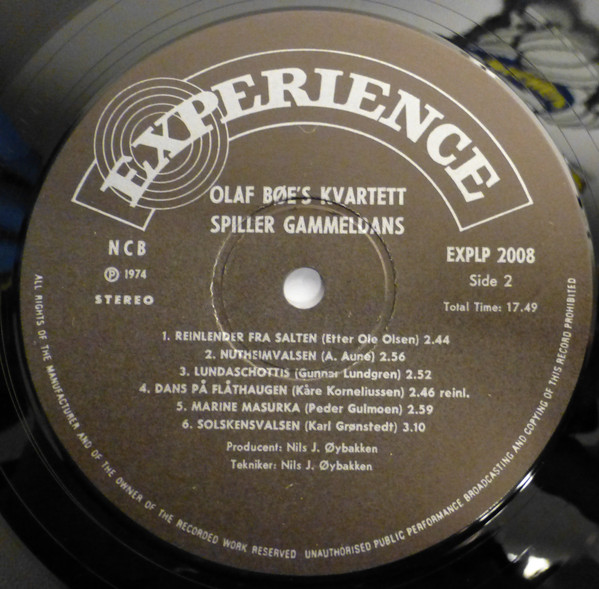 EXPERIENCE
OLAF BØE'S KVARTETT
SPILLER GAMMELDANS
NCB
Ⓟ 1974
STEREO
EXPLP 2008
Side 2
Total Time: 17.49
1. REINLENDER FRA SALTEN (Etter Ole Olsen) 2.44
2. NUTHEIMVALSEN (A. Aune) 2.56
3. LUNDASCHOTTIS (Gunnar Lundgren) 2.52
4. DANS PÅ FLÅTHAUGEN (Kåre Korneliussen) 2.46 reinl.
5. MARINE MASURKA (Peder Gulmoen) 2.59
6. SOLSKENSVALSEN (Karl Grønstedt) 3.10
Producent: Nils J. Øybakken
Tekniker: Nils J. Øybakken
ALL RIGHTS OF THE MANUFACTURER AND OF THE OWNER OF THE RECORDED WORK RESERVED UNAUTHORISED PUBLIC PERFORMANCE BROADCASTING AND COPYING OF THIS RECORD PROHIBITED